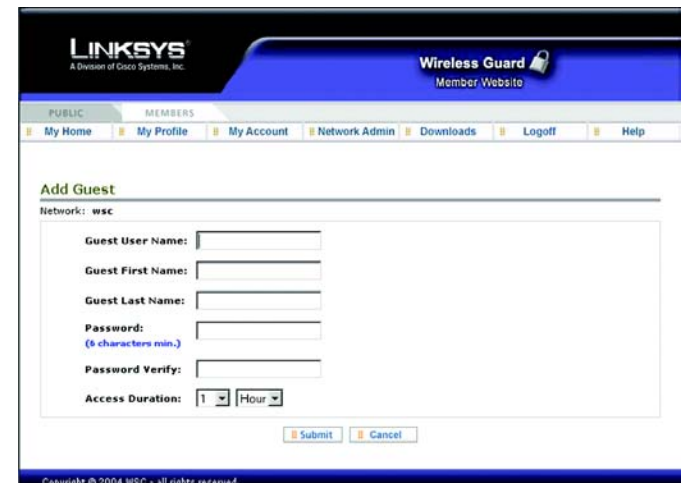 LINKSYS®
A Division of Cisco Systems, Inc.
Wireless Guard
Member Website
PUBLIC MEMBERS
My Home My Profile My Account Network Admin Downloads Logoff Help
Add Guest
Network: wsc
Guest User Name:
Guest First Name:
Guest Last Name:
Password:
(6 characters min.)
Password Verify:
Access Duration: 1 Hour
Submit Cancel
Copyright © 2004 WSC - all rights reserved